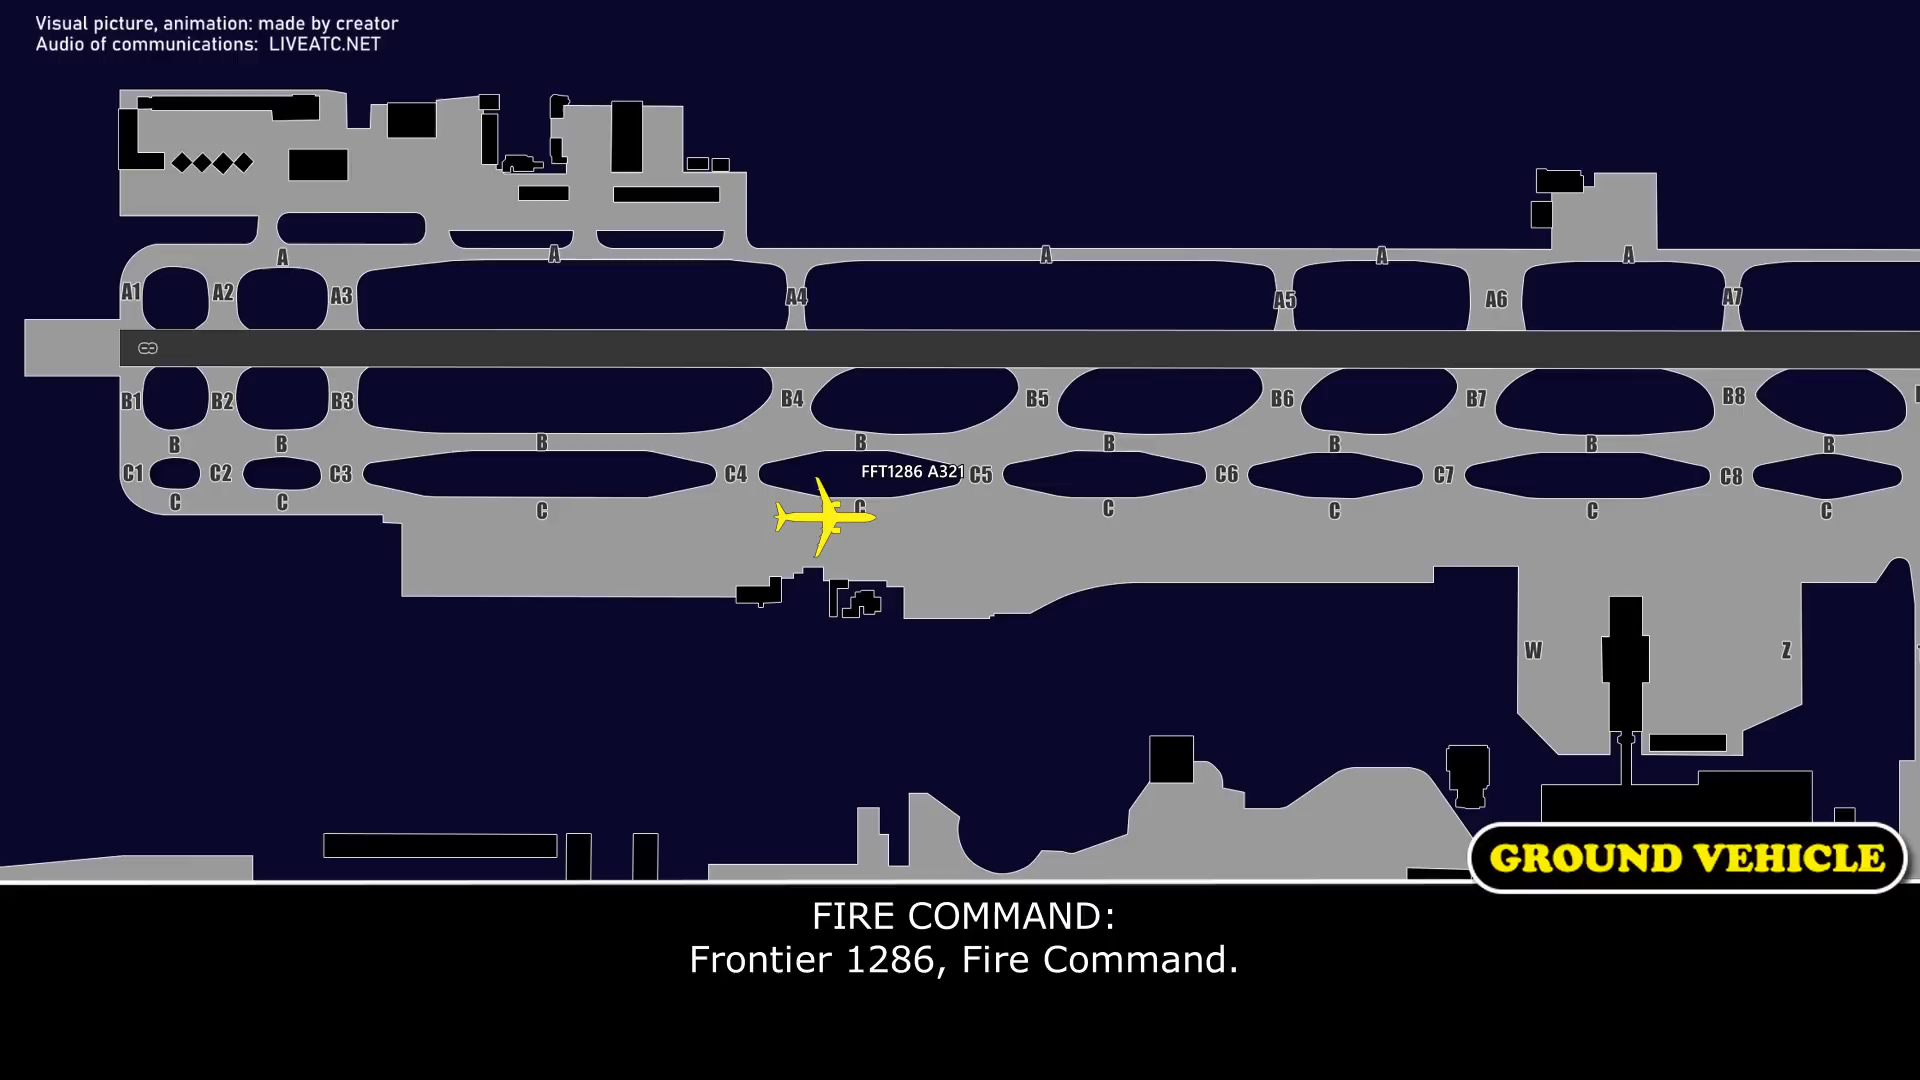 Visual picture, animation: made by creator
Audio of communications: LIVEATC.NET
A A A A A
A1 A2 A3 A4 A5 A6 A7
8
B1 B2 B3 B4 B5 B6 B7 B8
B B B B B B B B
FFT1286 A321
C1 C2 C3 C4 C5 C6 C7 C8
C C C C C C C C
W Z
GROUND VEHICLE
FIRE COMMAND:
Frontier 1286, Fire Command.